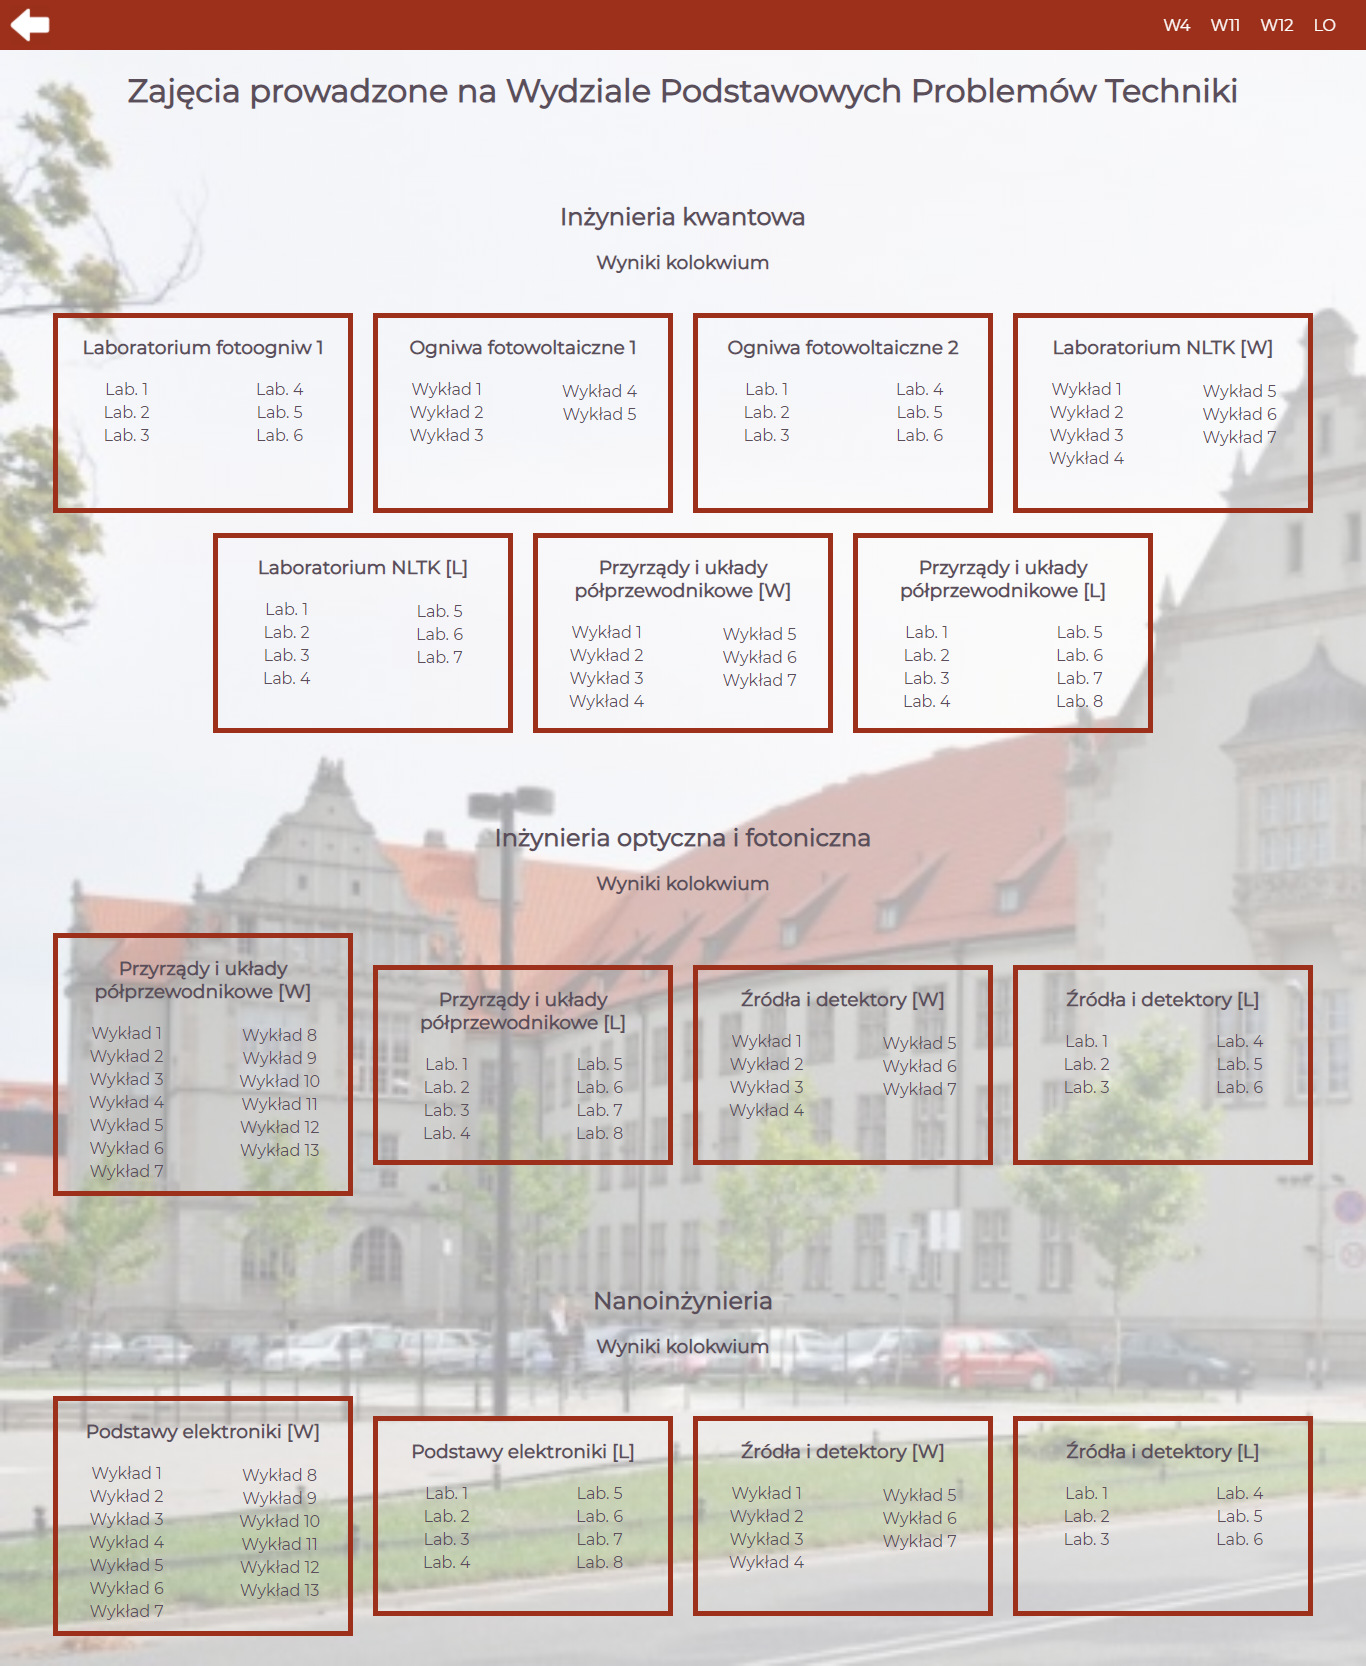 W4 W11 W12 LO
Zajęcia prowadzone na Wydziale Podstawowych Problemów Techniki
Inżynieria kwantowa
Wyniki kolokwium
Laboratorium fotoogniw 1
Lab. 1
Lab. 2
Lab. 3
Lab. 4
Lab. 5
Lab. 6
Ogniwa fotowoltaiczne 1
Wykład 1
Wykład 2
Wykład 3
Wykład 4
Wykład 5
Ogniwa fotowoltaiczne 2
Lab. 1
Lab. 2
Lab. 3
Lab. 4
Lab. 5
Lab. 6
Laboratorium NLTK [W]
Wykład 1
Wykład 2
Wykład 3
Wykład 4
Wykład 5
Wykład 6
Wykład 7
Laboratorium NLTK [L]
Lab. 1
Lab. 2
Lab. 3
Lab. 4
Lab. 5
Lab. 6
Lab. 7
Przyrządy i układy
półprzewodnikowe [W]
Wykład 1
Wykład 2
Wykład 3
Wykład 4
Wykład 5
Wykład 6
Wykład 7
Przyrządy i układy
półprzewodnikowe [L]
Lab. 1
Lab. 2
Lab. 3
Lab. 4
Lab. 5
Lab. 6
Lab. 7
Lab. 8
Inżynieria optyczna i fotoniczna
Wyniki kolokwium
Przyrządy i układy
półprzewodnikowe [W]
Wykład 1
Wykład 2
Wykład 3
Wykład 4
Wykład 5
Wykład 6
Wykład 7
Wykład 8
Wykład 9
Wykład 10
Wykład 11
Wykład 12
Wykład 13
Przyrządy i układy
półprzewodnikowe [L]
Lab. 1
Lab. 2
Lab. 3
Lab. 4
Lab. 5
Lab. 6
Lab. 7
Lab. 8
Źródła i detektory [W]
Wykład 1
Wykład 2
Wykład 3
Wykład 4
Wykład 5
Wykład 6
Wykład 7
Źródła i detektory [L]
Lab. 1
Lab. 2
Lab. 3
Lab. 4
Lab. 5
Lab. 6
Nanoinżynieria
Wyniki kolokwium
Podstawy elektroniki [W]
Wykład 1
Wykład 2
Wykład 3
Wykład 4
Wykład 5
Wykład 6
Wykład 7
Wykład 8
Wykład 9
Wykład 10
Wykład 11
Wykład 12
Wykład 13
Podstawy elektroniki [L]
Lab. 1
Lab. 2
Lab. 3
Lab. 4
Lab. 5
Lab. 6
Lab. 7
Lab. 8
Źródła i detektory [W]
Wykład 1
Wykład 2
Wykład 3
Wykład 4
Wykład 5
Wykład 6
Wykład 7
Źródła i detektory [L]
Lab. 1
Lab. 2
Lab. 3
Lab. 4
Lab. 5
Lab. 6